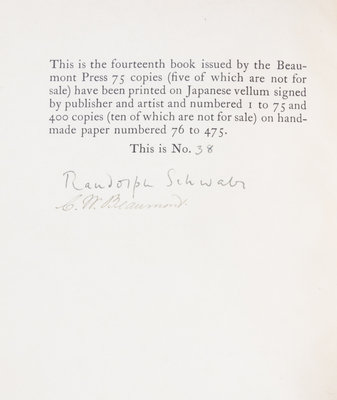 This is the fourteenth book issued by the Beau-
mont Press 75 copies (five of which are not for
sale) have been printed on Japanese vellum signed
by publisher and artist and numbered 1 to 75 and
400 copies (ten of which are not for sale) on hand-
made paper numbered 76 to 475.
This is No. 38
Randolph Schwabe
C. W. Beaumont.